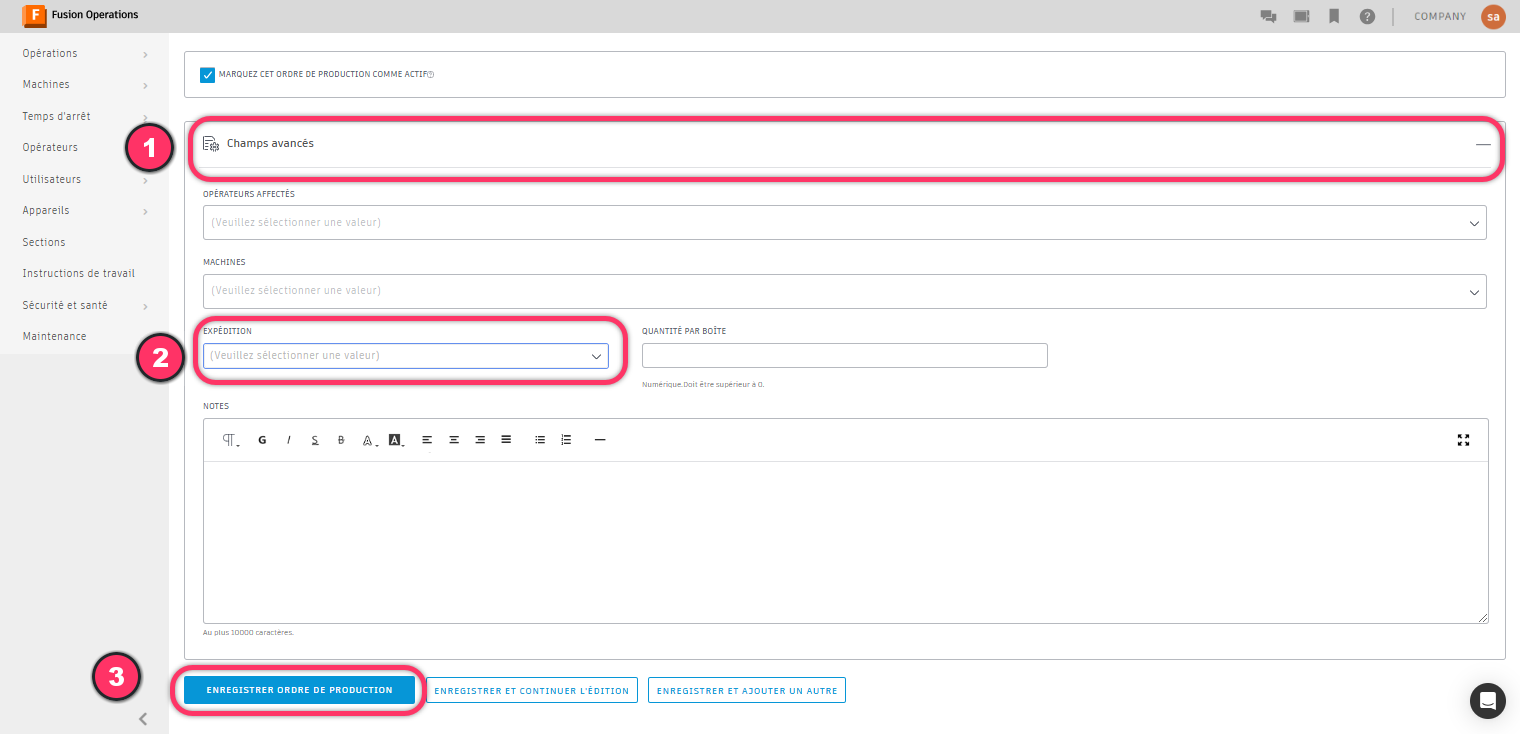 F Fusion Operations
COMPANY
sa
Opérations
Machines
Temps d'arrêt
Opérateurs
Utilisateurs
Appareils
Sections
Instructions de travail
Sécurité et santé
Maintenance
MARQUEZ CET ORDRE DE PRODUCTION COMME ACTIF
1
Champs avancés
OPÉRATEURS AFFECTÉS
(Veuillez sélectionner une valeur)
MACHINES
(Veuillez sélectionner une valeur)
2
EXPÉDITION
(Veuillez sélectionner une valeur)
QUANTITÉ PAR BOÎTE
Numérique.Doit être supérieur à 0.
NOTES
G I S B A A
Au plus 10000 caractères.
3
ENREGISTRER ORDRE DE PRODUCTION
ENREGISTRER ET CONTINUER L'ÉDITION
ENREGISTRER ET AJOUTER UN AUTRE